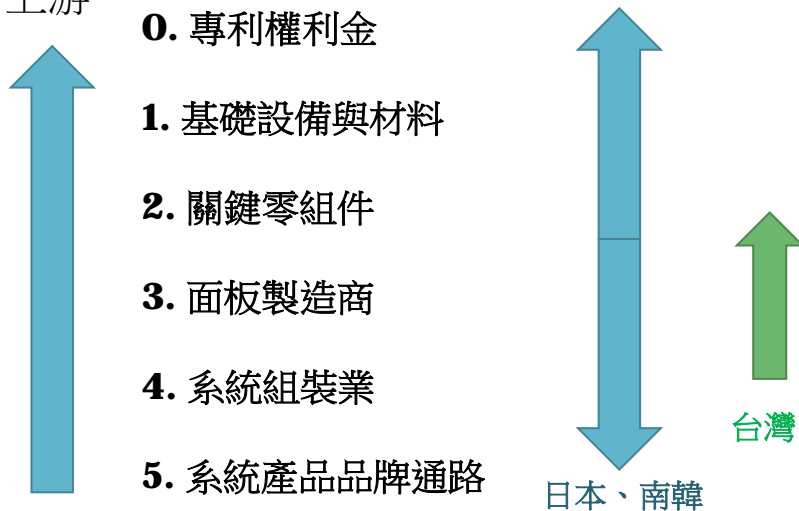 上游
0. 專利權利金
1. 基礎設備與材料
2. 關鍵零組件
3. 面板製造商
4. 系統組裝業
5. 系統產品品牌通路
台灣
日本、南韓